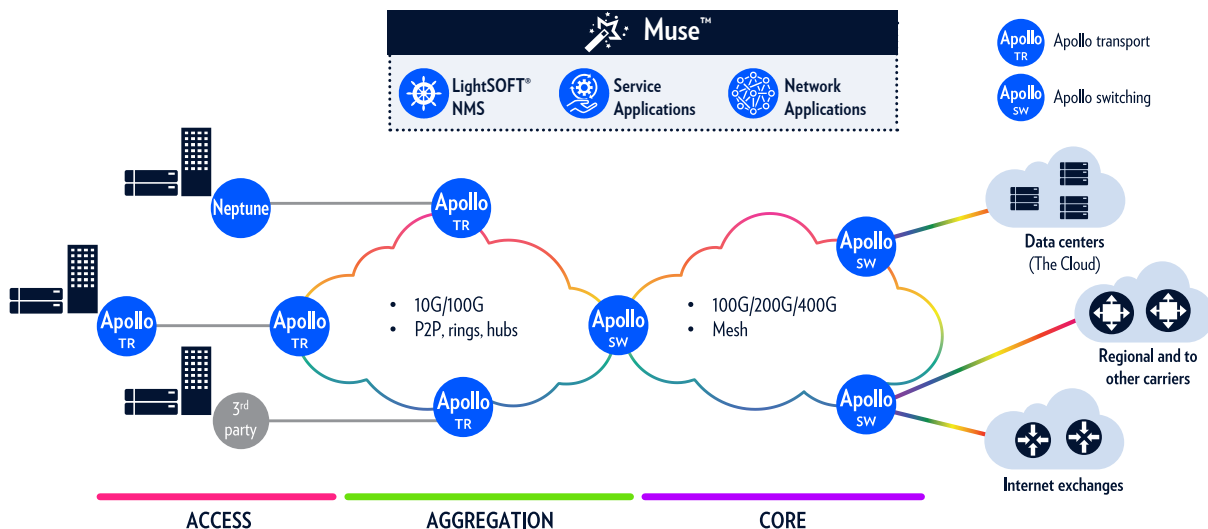 Muse™
LightSOFT®
NMS
Service
Applications
Network
Applications
Apollo
TR
Apollo transport
Apollo
SW
Apollo switching
Neptune
Apollo
TR
Apollo
SW
Data centers
(The Cloud)
Apollo
TR
Apollo
TR
• 10G/100G
• P2P, rings, hubs
Apollo
SW
• 100G/200G/400G
• Mesh
Regional and to
other carriers
3rd
party
Apollo
TR
Apollo
SW
Internet exchanges
ACCESS
AGGREGATION
CORE